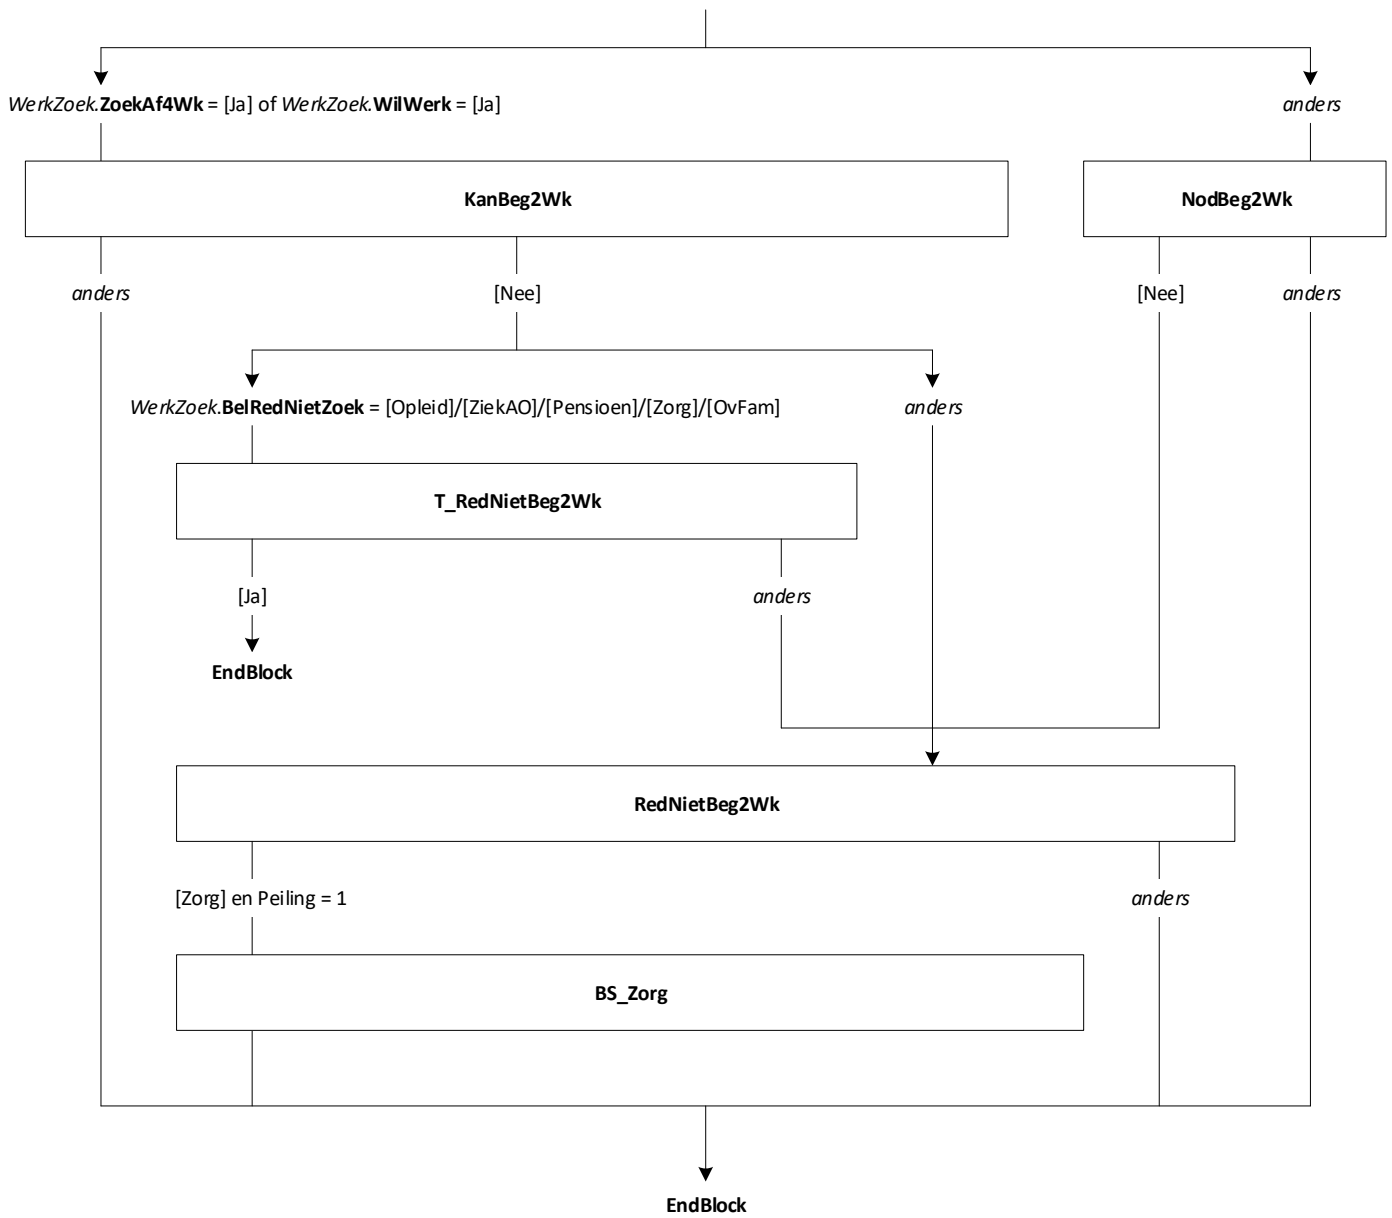 WerkZoek.ZoekAf4Wk = [Ja] of WerkZoek.WilWerk = [Ja]
anders
KanBeg2Wk
NodBeg2Wk
anders
[Nee]
[Nee]
anders
WerkZoek.BelRedNietZoek = [Opleid]/[ZiekAO]/[Pensioen]/[Zorg]/[OvFam]
anders
T_RedNietBeg2Wk
[Ja]
anders
EndBlock
RedNietBeg2Wk
[Zorg] en Peiling = 1
anders
BS_Zorg
EndBlock